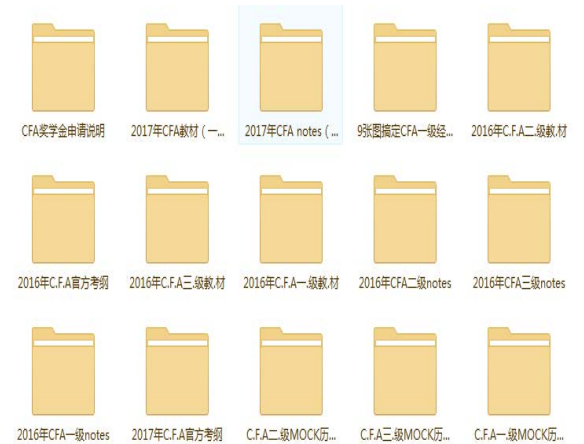 CFA奖学金申请说明
2017年CFA教材（一...
2017年CFA notes（...
9张图搞定CFA一级经...
2016年C.F.A二.级教.材
2016年C.F.A官方考纲
2016年C.F.A三.级教.材
2016年C.F.A一.级教.材
2016年CFA二级notes
2016年CFA三级notes
2016年CFA一级notes
2017年C.F.A官方考纲
C.F.A二.级MOCK历...
C.F.A三.级MOCK历...
C.F.A一.级MOCK历...